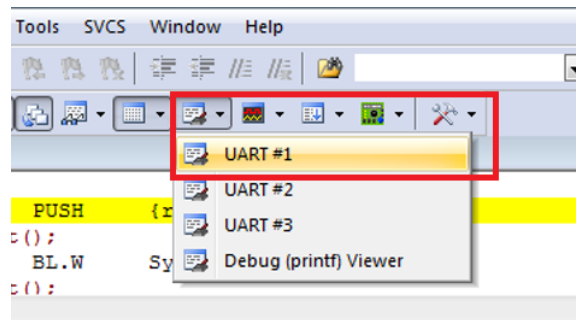 Tools SVCS Window Help
UART #1
UART #2
PUSH {r
UART #3
c();
BL.W Sy
Debug (printf) Viewer
c();